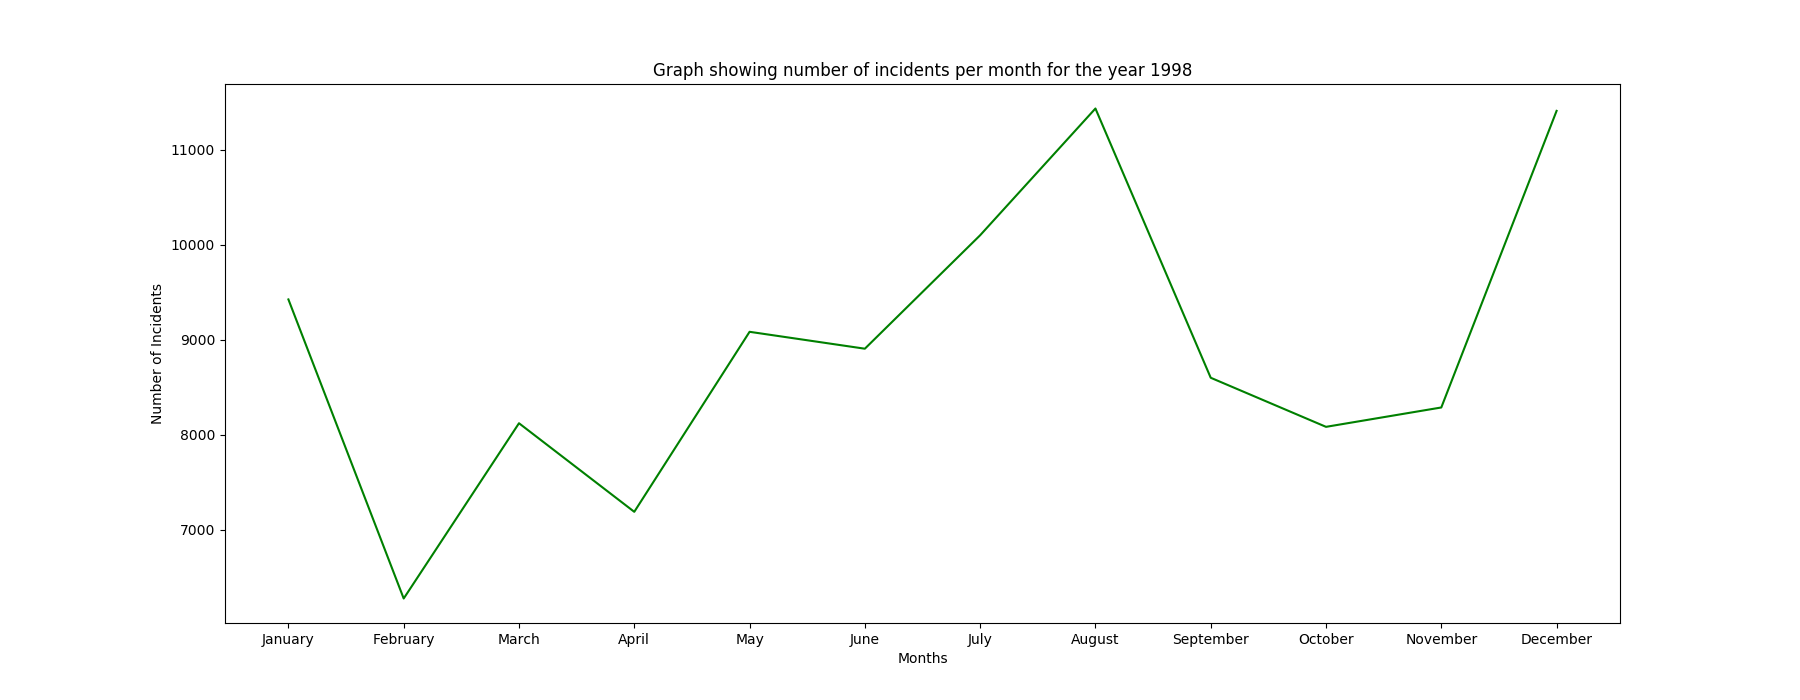 Graph showing number of incidents per month for the year 1998
Number of Incidents
11000
10000
9000
8000
7000
January February March April May June July August September October November December
Months